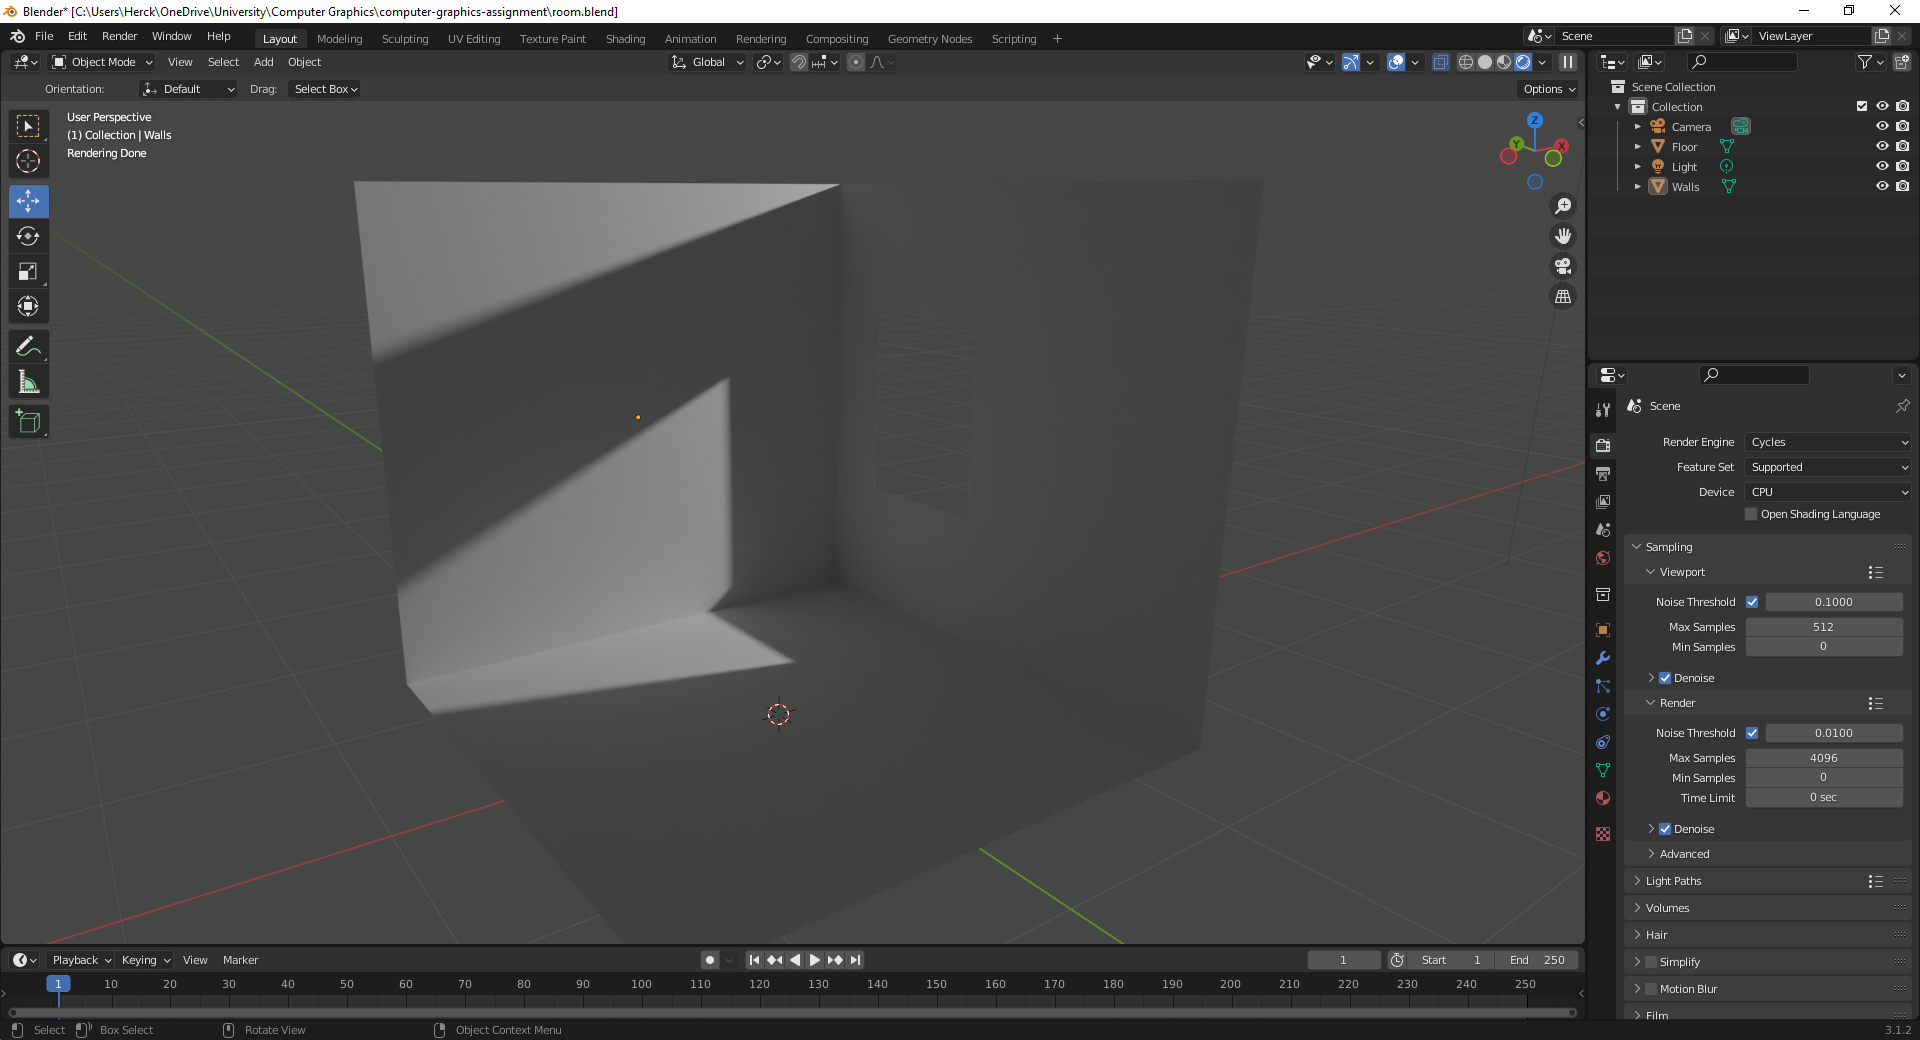 Blender* [C:\Users\Herck\OneDrive\University\Computer Graphics\computer-graphics-assignment\room.blend]
File Edit Render Window Help Layout Modeling Sculpting UV Editing Texture Paint Shading Animation Rendering Compositing Geometry Nodes Scripting + Scene ViewLayer
Object Mode View Select Add Object Global
Orientation: Default Drag: Select Box Options
User Perspective
(1) Collection | Walls
Rendering Done
Z
Y X
Scene Collection
Collection
Camera
Floor
Light
Walls
Scene
Render Engine Cycles
Feature Set Supported
Device CPU
Open Shading Language
Sampling
Viewport
Noise Threshold 0.1000
Max Samples 512
Min Samples 0
Denoise
Render
Noise Threshold 0.0100
Max Samples 4096
Min Samples 0
Time Limit 0 sec
Denoise
Advanced
Light Paths
Volumes
Hair
Simplify
Motion Blur
Film
Playback Keying View Marker 1 Start 1 End 250
1 10 20 30 40 50 60 70 80 90 100 110 120 130 140 150 160 170 180 190 200 210 220 230 240 250
Select Box Select Rotate View Object Context Menu 3.1.2